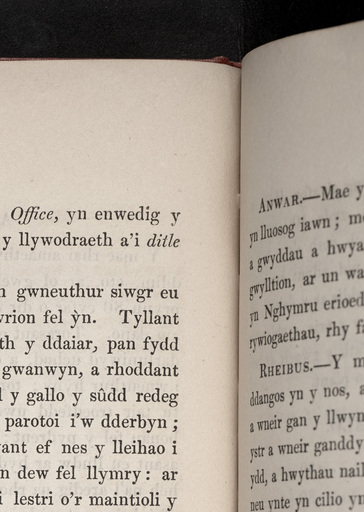 Office, yn enwedig y
y llywodraeth a'i ditle
gwneuthur siwgr eu
fel ỳn. Tyllant
y ddaiar, pan fydd
gwanwyn, a rhoddant
y gallo y sûdd redeg
parotoi i'w dderbyn ;
ef nes y lleihao i
n dew fel llymry : ar
i lestri o'r maintioli y
ANWAR.—Mae y
yn lluosog iawn ; m
a gwyddau a hwya
gwylltion, ar un wa
yn Nghymru erioed
rywiogaethau, rhy f
RHEIBUS.—Y m
ddangos yn y nos, a
a wneir gan y llwyn
ystr a wneir ganddy
ydd, a hwythau nail
neu ynte yn cilio yn